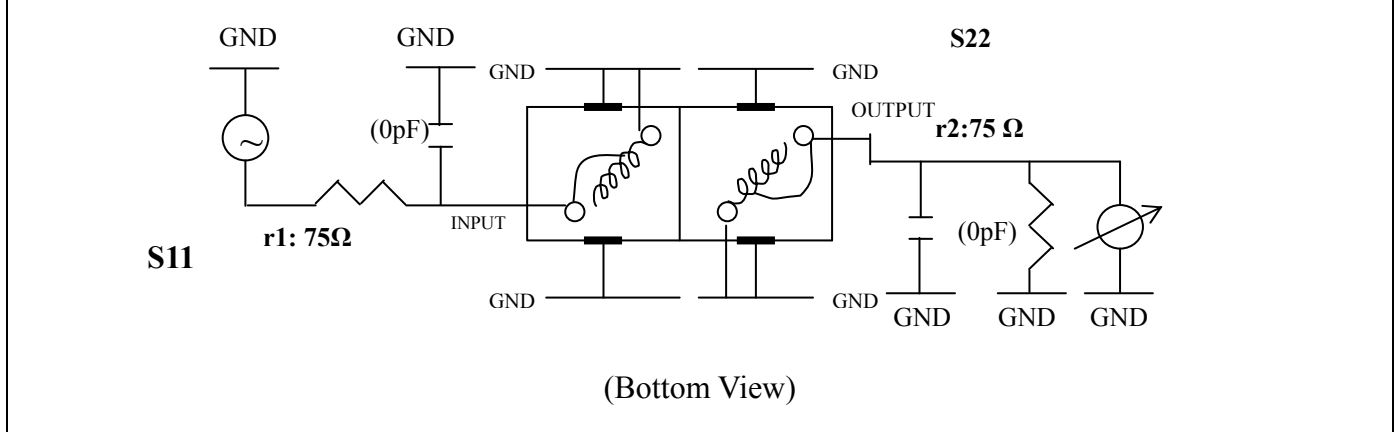 GND
GND
S22
GND
GND
OUTPUT
(0pF)
r2:75 Ω
INPUT
(0pF)
r1: 75Ω
S11
GND
GND
GND
GND
GND
(Bottom View)